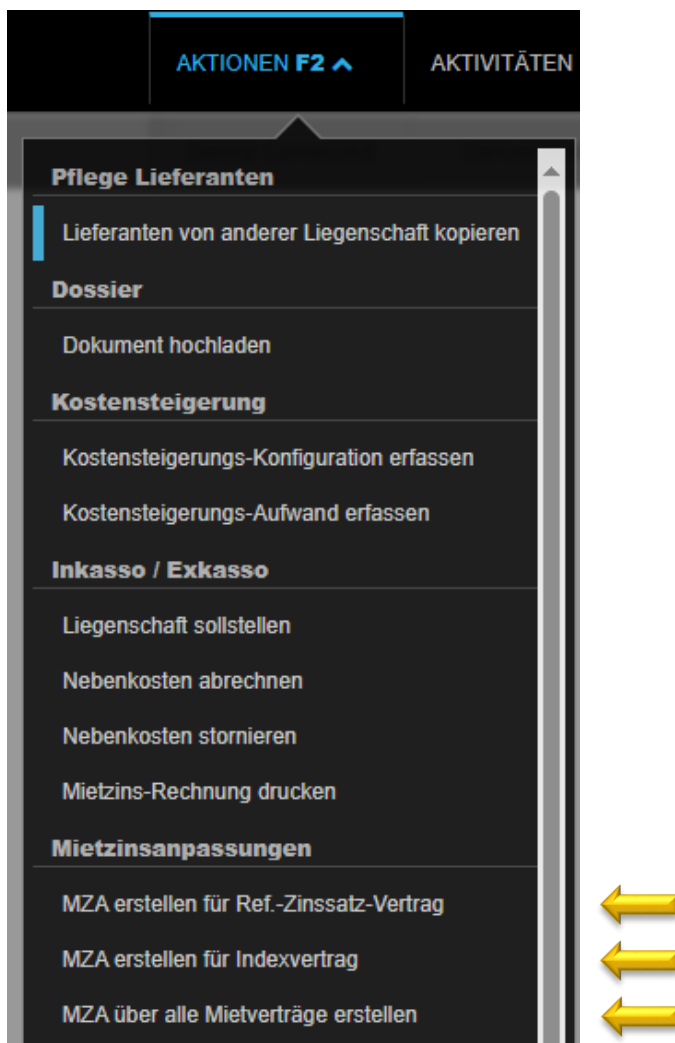 AKTIONEN F2 AKTIVITÄTEN
Pflege Lieferanten
Lieferanten von anderer Liegenschaft kopieren
Dossier
Dokument hochladen
Kostensteigerung
Kostensteigerungs-Konfiguration erfassen
Kostensteigerungs-Aufwand erfassen
Inkasso / Exkasso
Liegenschaft sollstellen
Nebenkosten abrechnen
Nebenkosten stornieren
Mietzins-Rechnung drucken
Mietzinsanpassungen
MZA erstellen für Ref.-Zinssatz-Vertrag
MZA erstellen für Indexvertrag
MZA über alle Mietverträge erstellen